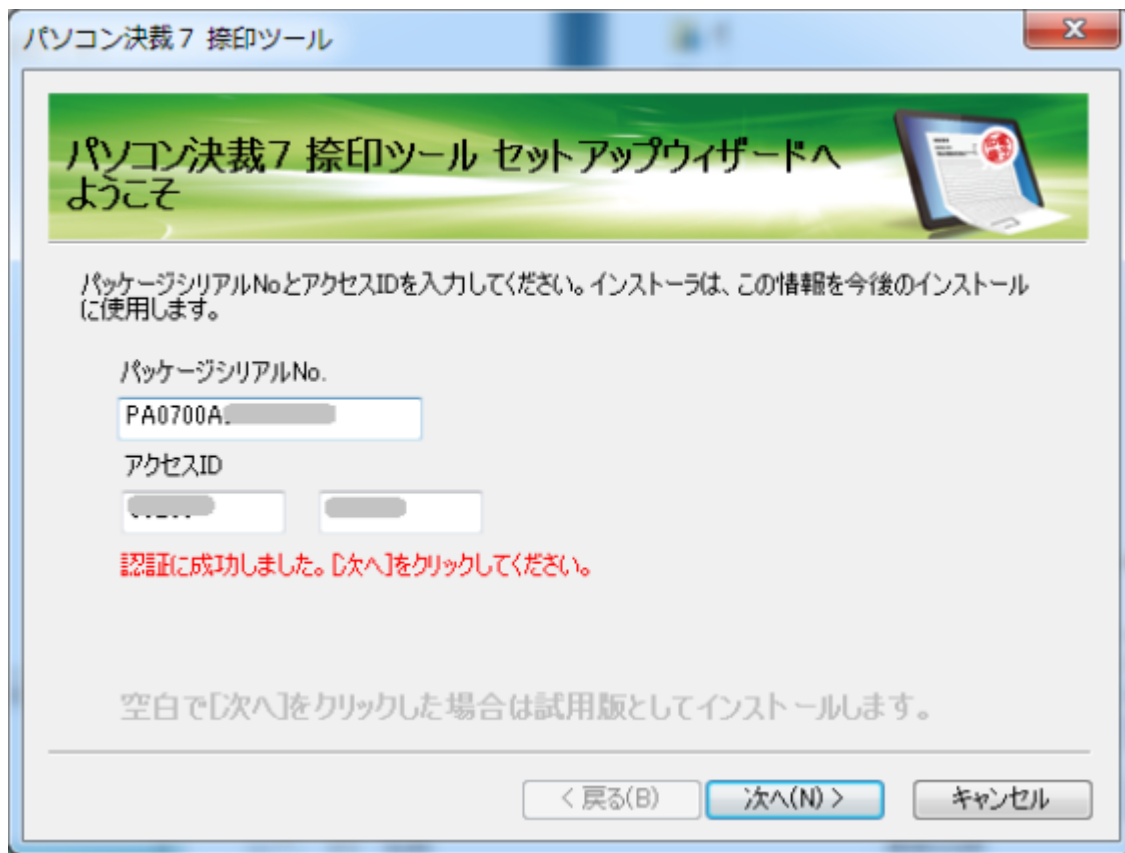 パソコン決裁7 捺印ツール
パソコン決裁7 捺印ツール セットアップウィザードへ
ようこそ
パッケージシリアルNoとアクセスIDを入力してください。インストーラは、この情報を今後のインストール
に使用します。
パッケージシリアルNo.
PA0700A
アクセスID
認証に成功しました。[次へ]をクリックしてください。
空白で[次へ]をクリックした場合は試用版としてインストールします。
< 戻る(B)
次へ(N) >
キャンセル